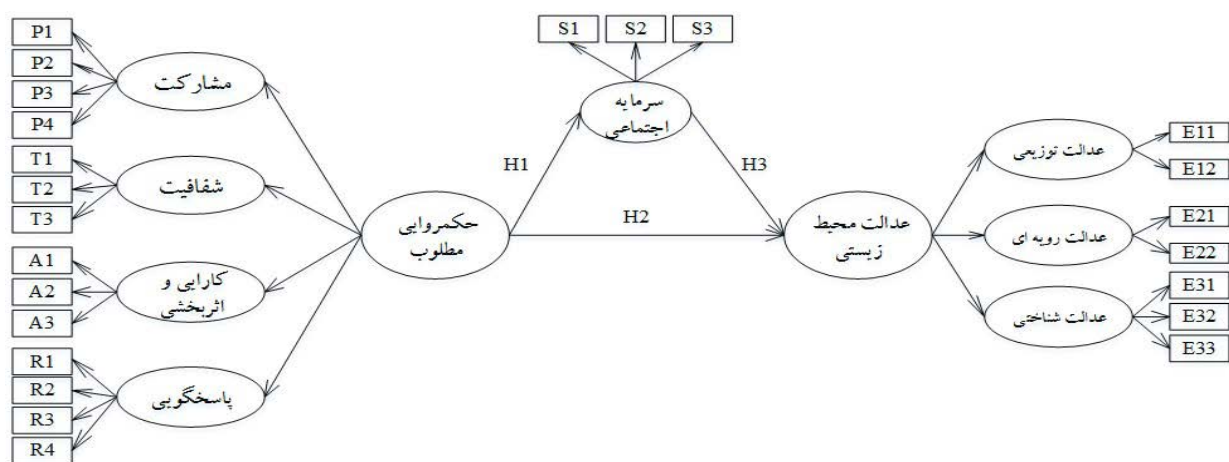 P1
P2
P3
P4
مشارکت
T1
T2
T3
شفافیت
A1
A2
A3
کارایی و
اثربخشی
R1
R2
R3
R4
پاسخگویی
حکمروایی
مطلوب
H1
H2
H3
S1
S2
S3
سرمایه
اجتماعی
عدالت محیط
زیستی
عدالت توزیعی
E11
E12
عدالت رویه ای
E21
E22
عدالت شناختی
E31
E32
E33